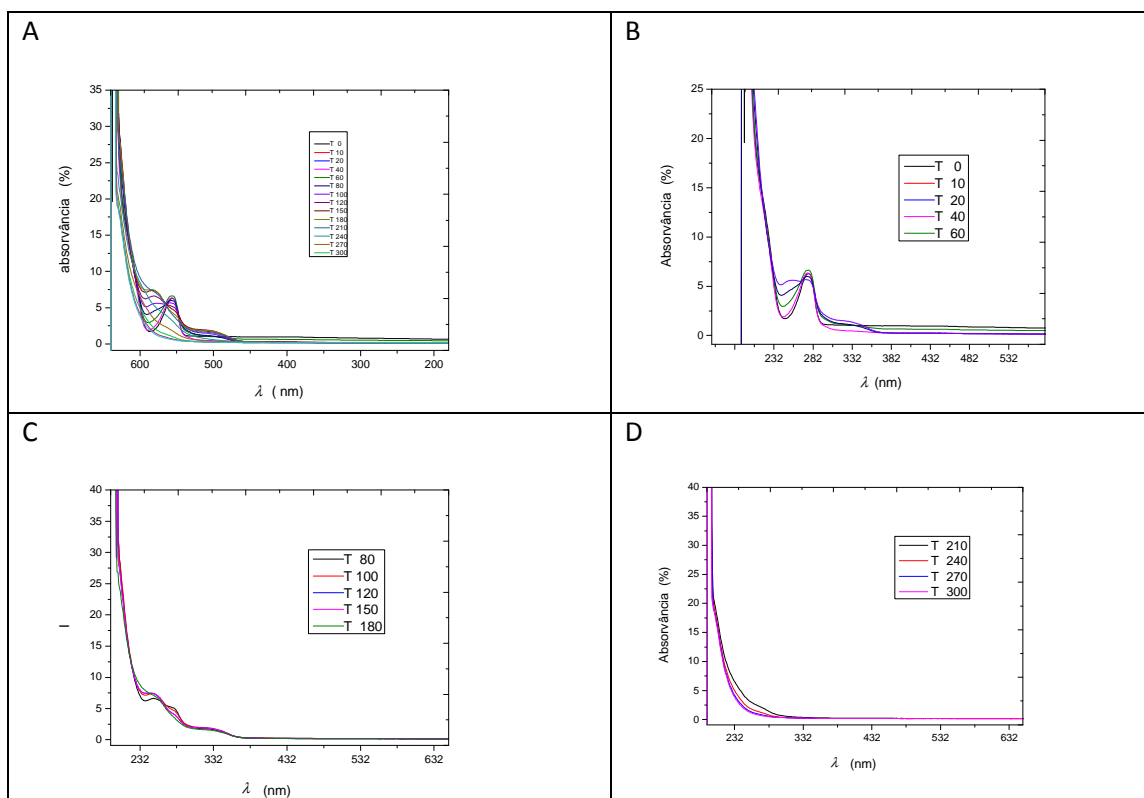 A
35
30
25
20
15
10
5
0
absorvância (%)
T 0
T 10
T 20
T 40
T 60
T 80
T 100
T 120
T 150
T 180
T 210
T 240
T 270
T 300
600 500 400 300 200
λ ( nm)
B
25
20
15
10
5
0
Absorvância (%)
T 0
T 10
T 20
T 40
T 60
232 282 332 382 432 482 532
λ (nm)
C
40
35
30
25
20
15
10
5
0
I
T 80
T 100
T 120
T 150
T 180
232 332 432 532 632
λ (nm)
D
40
35
30
25
20
15
10
5
0
Absorvância (%)
T 210
T 240
T 270
T 300
232 332 432 532 632
λ (nm)